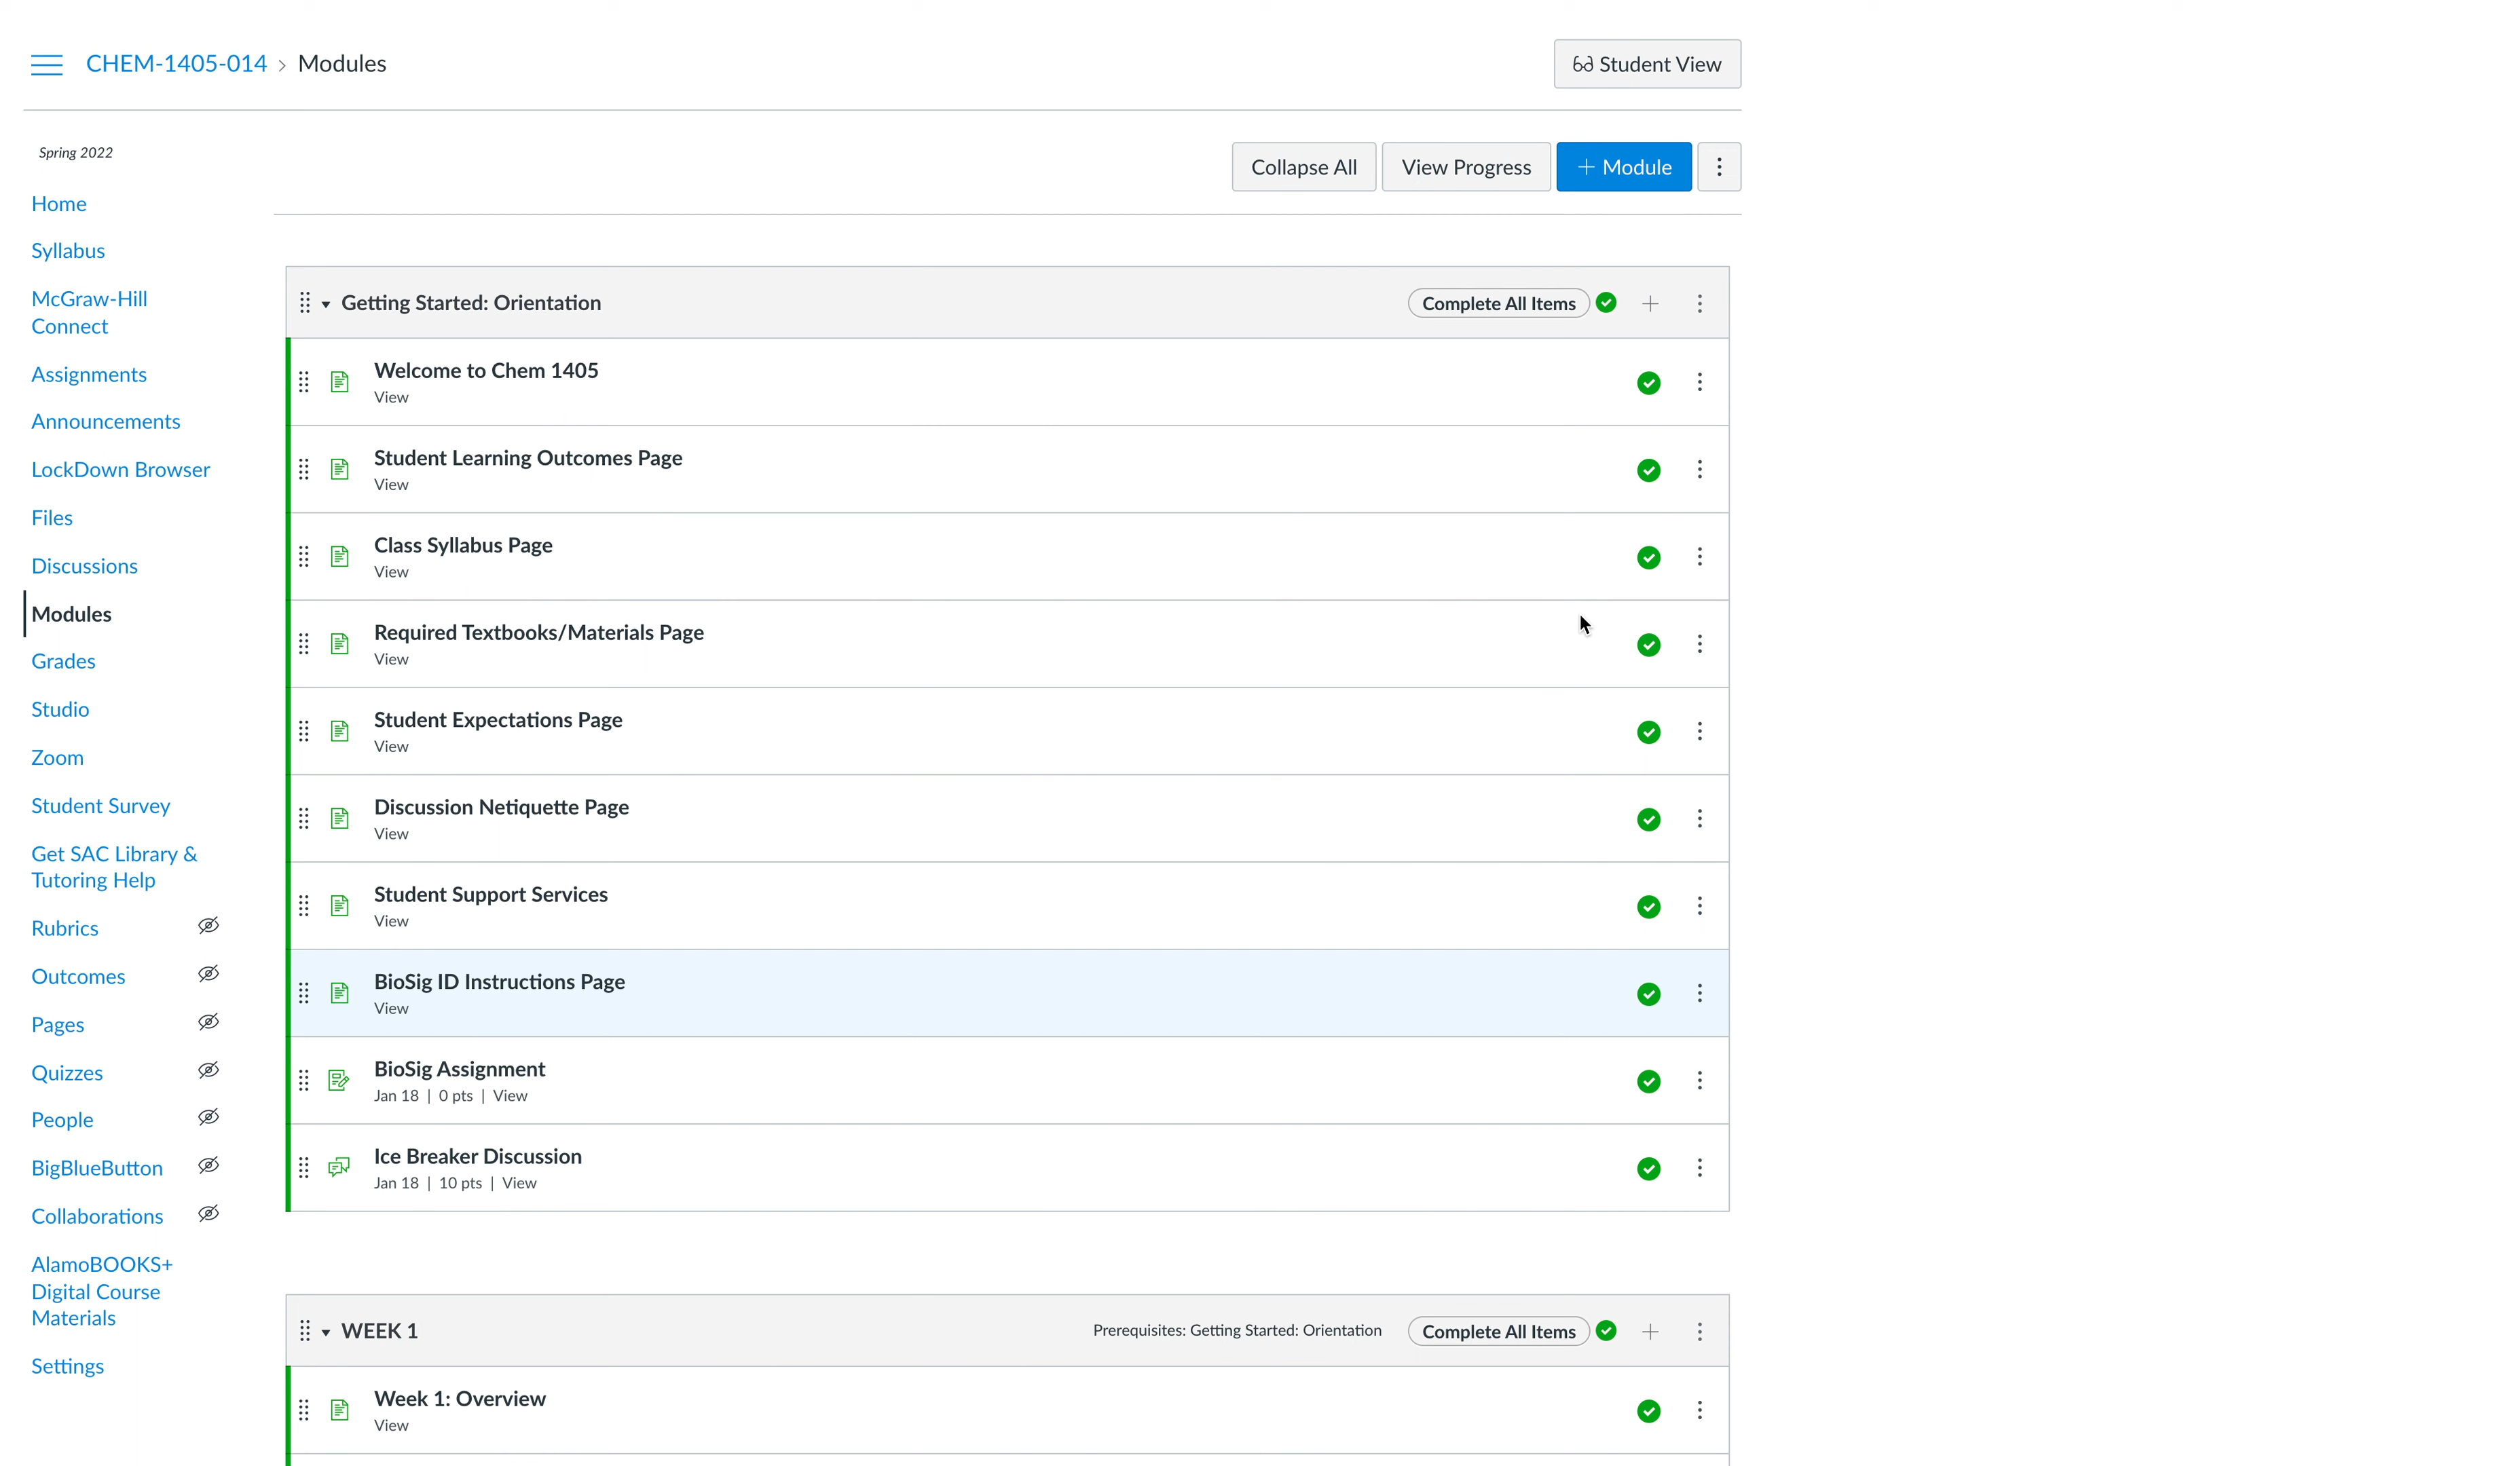 CHEM-1405-014 › Modules
Student View
Spring 2022
Collapse All
View Progress
+ Module
Home
Syllabus
McGraw-Hill
Connect
Assignments
Announcements
LockDown Browser
Files
Discussions
Modules
Grades
Studio
Zoom
Student Survey
Get SAC Library &
Tutoring Help
Rubrics
Outcomes
Pages
Quizzes
People
BigBlueButton
Collaborations
AlamoBOOKS+
Digital Course
Materials
Settings
Getting Started: Orientation
Complete All Items
Welcome to Chem 1405
View
Student Learning Outcomes Page
View
Class Syllabus Page
View
Required Textbooks/Materials Page
View
Student Expectations Page
View
Discussion Netiquette Page
View
Student Support Services
View
BioSig ID Instructions Page
View
BioSig Assignment
Jan 18 | 0 pts | View
Ice Breaker Discussion
Jan 18 | 10 pts | View
WEEK 1
Prerequisites: Getting Started: Orientation
Complete All Items
Week 1: Overview
View